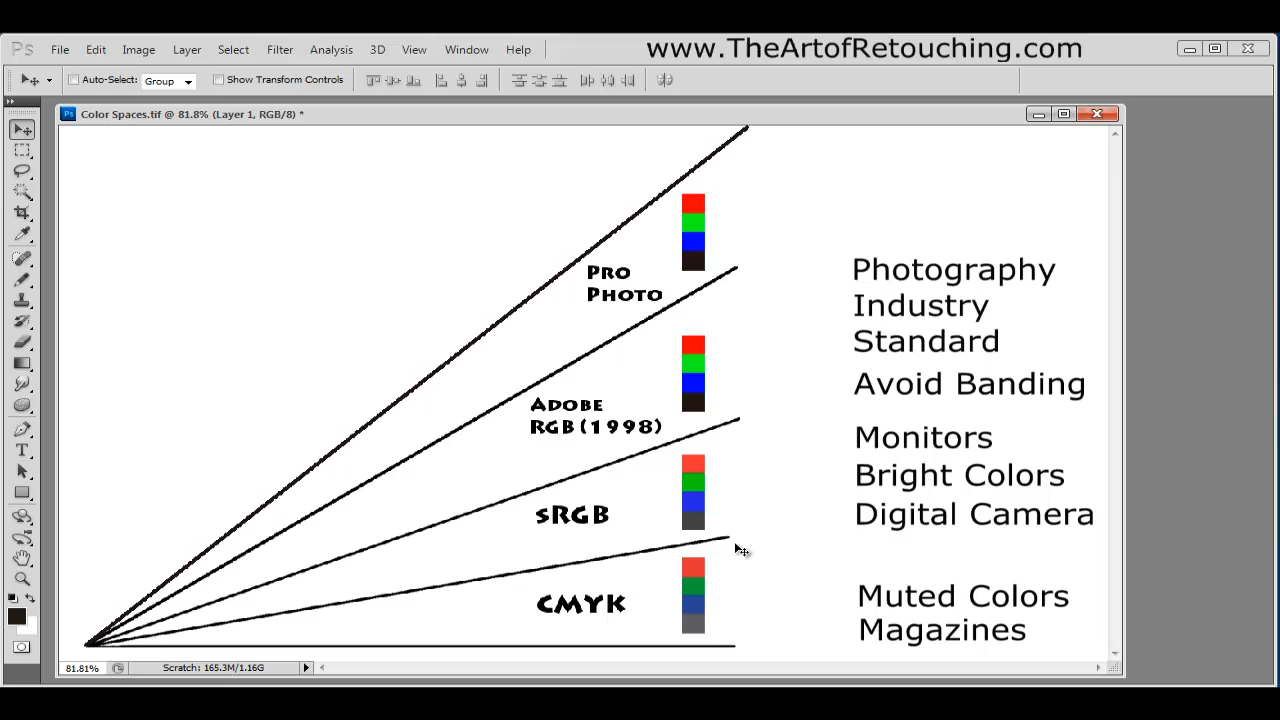 Ps File Edit Image Layer Select Filter Analysis 3D View Window Help
www.TheArtofRetouching.com
Auto-Select: Group Show Transform Controls
Ps Color Spaces.tif @ 81.8% (Layer 1, RGB/8) *
Pro
Photo
Photography
Industry
Standard
Avoid Banding
Adobe
RGB(1998)
Monitors
Bright Colors
Digital Camera
sRGB
CMYK
Muted Colors
Magazines
81.81% Scratch: 165.3M/1.16G